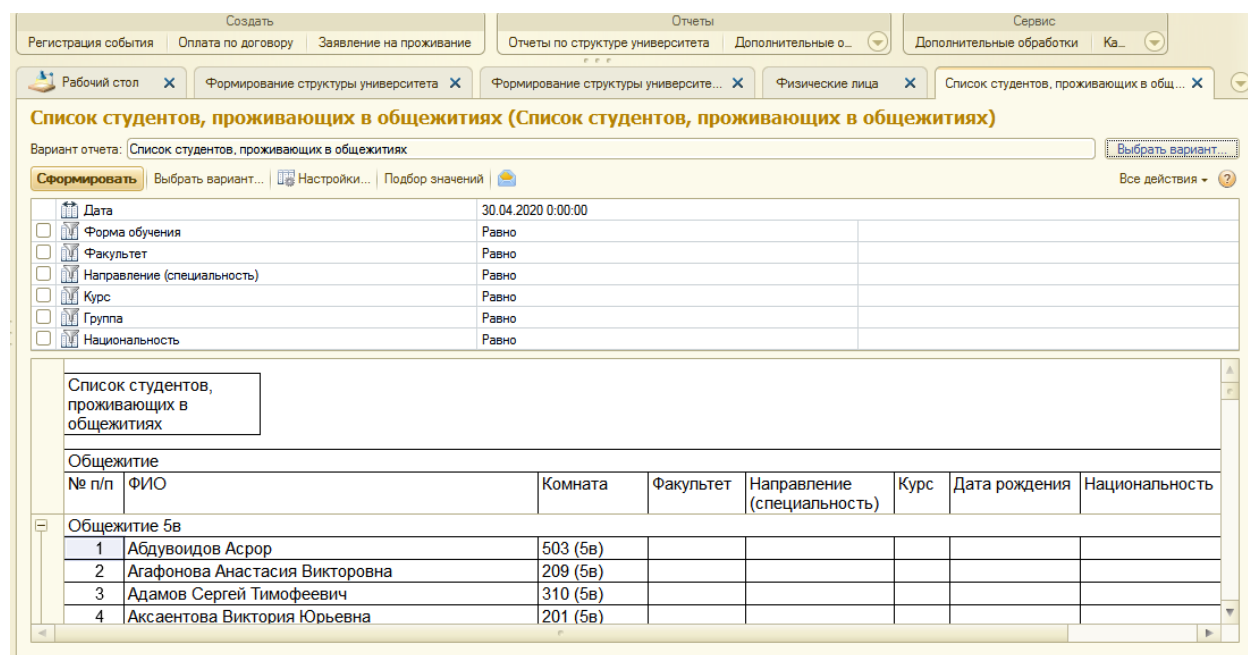 Создать Отчеты Сервис
Регистрация события Оплата по договору Заявление на проживание Отчеты по структуре университета Дополнительные о... Дополнительные обработки Ка...
Рабочий стол Формирование структуры университета Формирование структуры университе... Физические лица Список студентов, проживающих в общ...
Список студентов, проживающих в общежитиях (Список студентов, проживающих в общежитиях)
Вариант отчета: Список студентов, проживающих в общежитиях Выбрать вариант...
Сформировать Выбрать вариант... Настройки... Подбор значений Все действия
Дата 30.04.2020 0:00:00
Форма обучения Равно
Факультет Равно
Направление (специальность) Равно
Курс Равно
Группа Равно
Национальность Равно
Список студентов,
проживающих в
общежитиях
Общежитие
№ п/п ФИО Комната Факультет Направление Курс Дата рождения Национальность
(специальность)
Общежитие 5в
1 Абдувоидов Асрор 503 (5в)
2 Агафонова Анастасия Викторовна 209 (5в)
3 Адамов Сергей Тимофеевич 310 (5в)
4 Аксаентова Виктория Юрьевна 201 (5в)